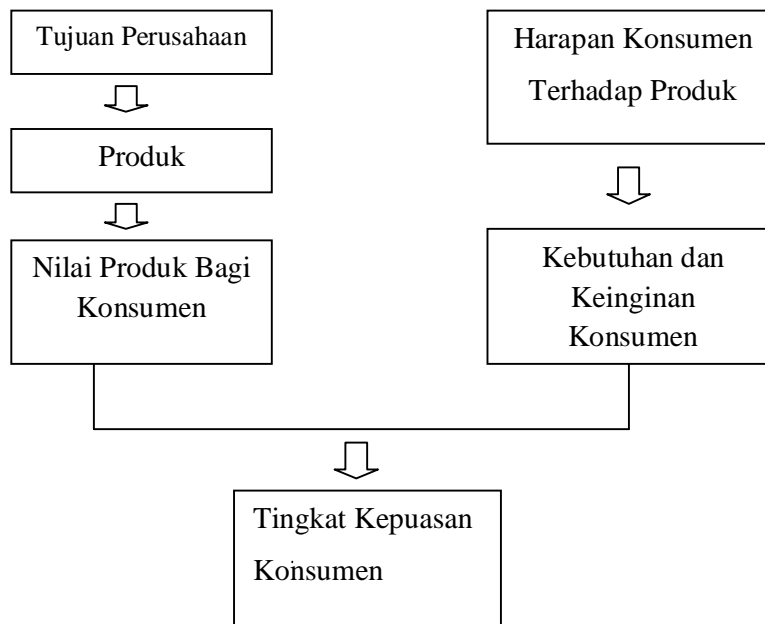 Tujuan Perusahaan
Produk
Nilai Produk Bagi
Konsumen
Harapan Konsumen
Terhadap Produk
Kebutuhan dan
Keinginan
Konsumen
Tingkat Kepuasan
Konsumen